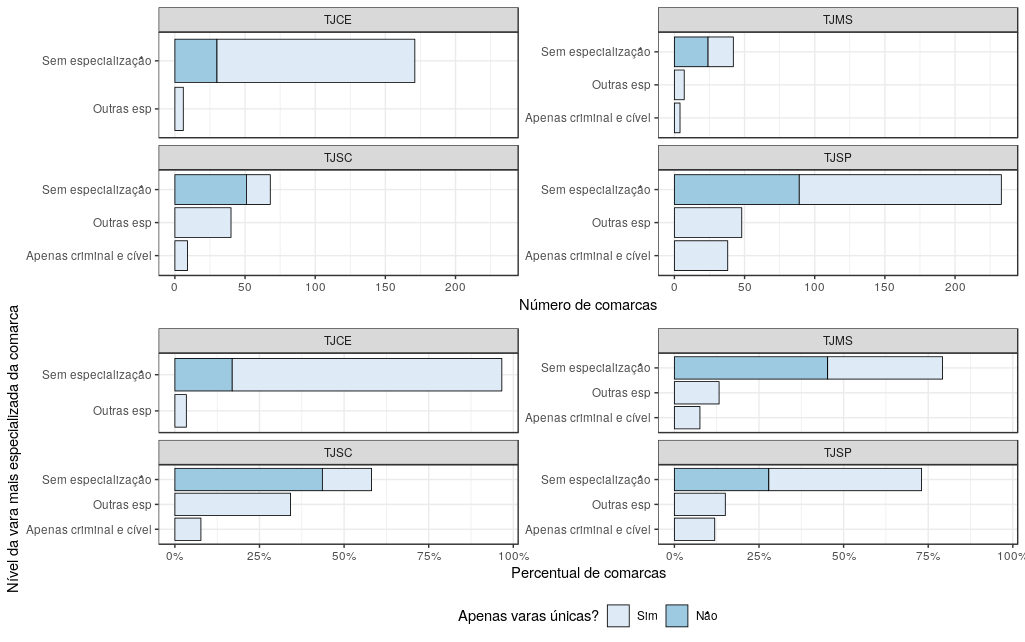 TJCE
TJMS
Sem especialização
Outras esp
Sem especialização
Outras esp
Apenas criminal e cível
TJSC
TJSP
Sem especialização
Outras esp
Apenas criminal e cível
Sem especialização
Outras esp
Apenas criminal e cível
0 50 100 150 200
0 50 100 150 200
Número de comarcas
Nível da vara mais especializada da comarca
TJCE
TJMS
Sem especialização
Outras esp
Sem especialização
Outras esp
Apenas criminal e cível
TJSC
TJSP
Sem especialização
Outras esp
Apenas criminal e cível
Sem especialização
Outras esp
Apenas criminal e cível
0% 25% 50% 75% 100%
0% 25% 50% 75% 100%
Percentual de comarcas
Apenas varas únicas? Sim Não